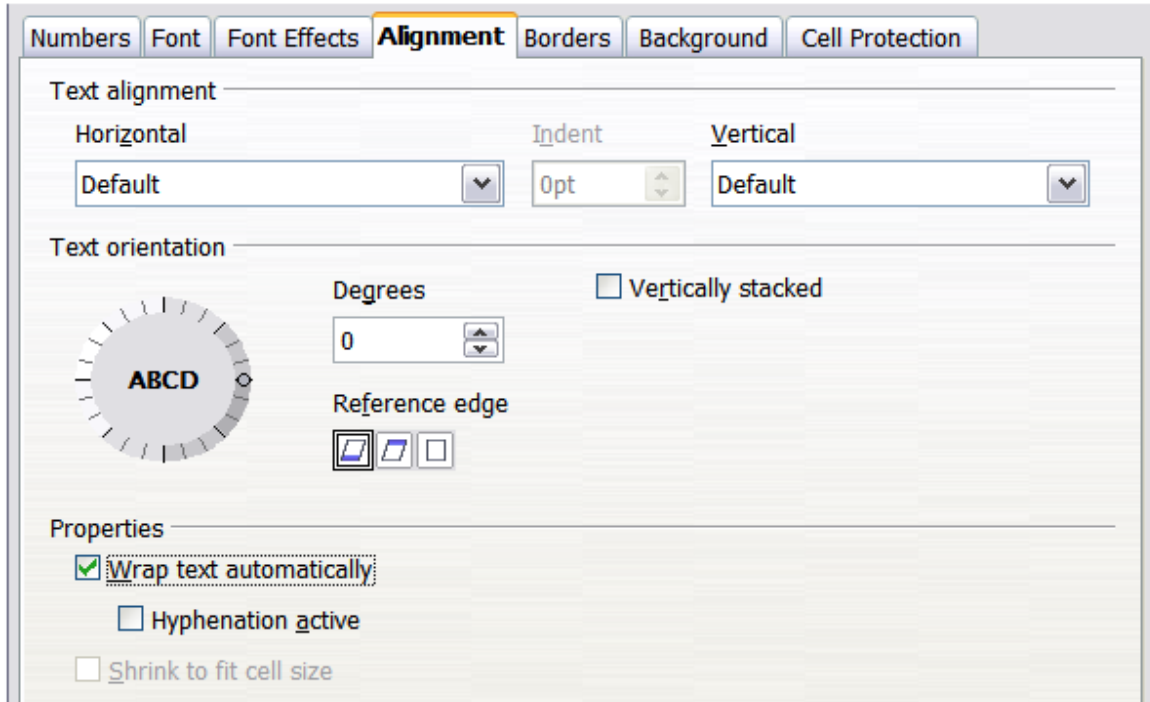 Numbers Font Font Effects Alignment Borders Background Cell Protection
Text alignment
Horizontal Indent Vertical
Default 0pt Default
Text orientation
Degrees Vertically stacked
0
ABCD
Reference edge
Properties
Wrap text automatically
Hyphenation active
Shrink to fit cell size